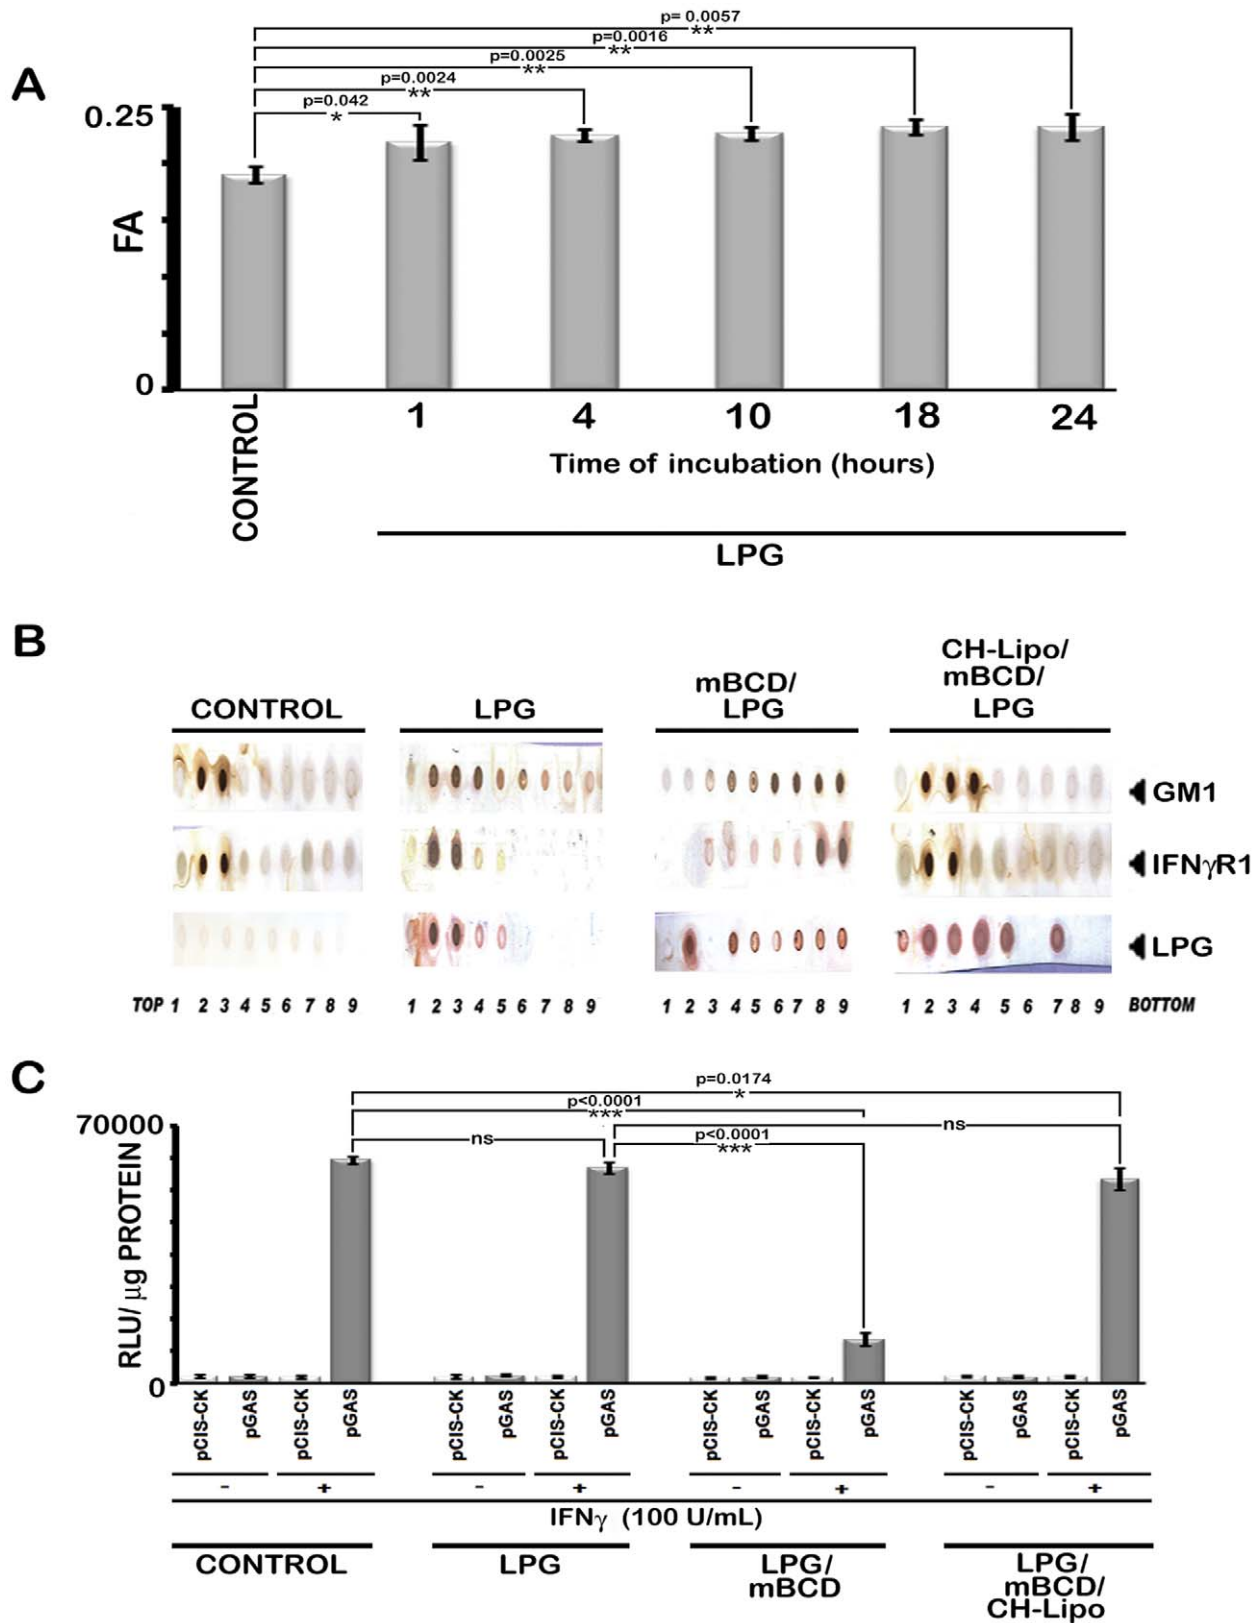 A
p= 0.0057
**
p=0.0016
**
p=0.0025
**
p=0.0024
**
p=0.042
*
0.25
FA
0
CONTROL
1 4 10 18 24
Time of incubation (hours)
LPG
B
CONTROL
LPG
mBCD/
LPG
CH-Lipo/
mBCD/
LPG
GM1
IFNγR1
LPG
TOP 1 2 3 4 5 6 7 8 9 1 2 3 4 5 6 7 8 9 1 2 3 4 5 6 7 8 9 1 2 3 4 5 6 7 8 9 BOTTOM
C
p=0.0174
*
p<0.0001
***
ns
ns
p<0.0001
***
70000
RLU/ μg PROTEIN
0
pCIS-CK pGAS pCIS-CK pGAS pCIS-CK pGAS pCIS-CK pGAS pCIS-CK pGAS pCIS-CK pGAS pCIS-CK pGAS pCIS-CK pGAS
- + - + - + - +
IFNγ (100 U/mL)
CONTROL
LPG
LPG/
mBCD
LPG/
mBCD/
CH-Lipo